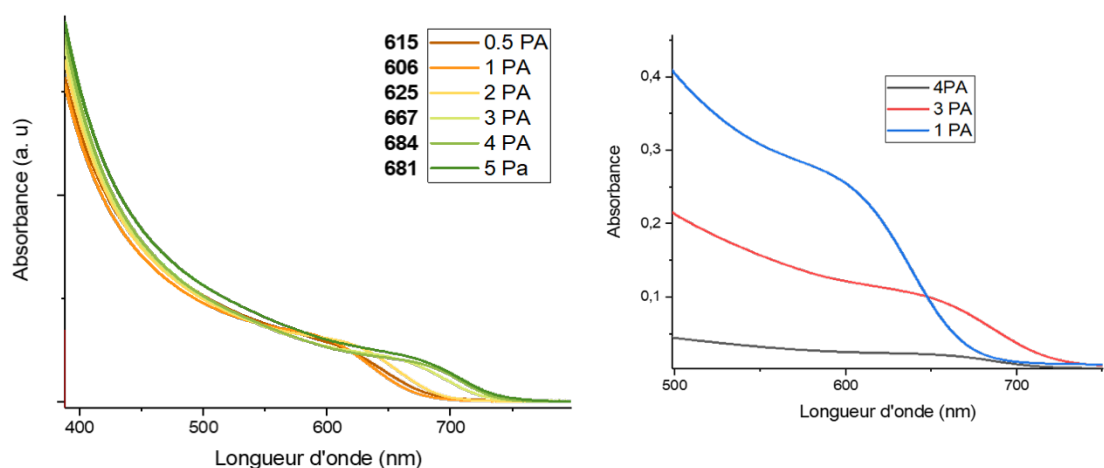 615 0.5 PA
606 1 PA
625 2 PA
667 3 PA
684 4 PA
681 5 Pa
Absorbance (a. u)
400 500 600 700
Longueur d'onde (nm)
4PA
3 PA
1 PA
0,4
0,3
0,2
0,1
Absorbance
500 600 700
Longueur d'onde (nm)